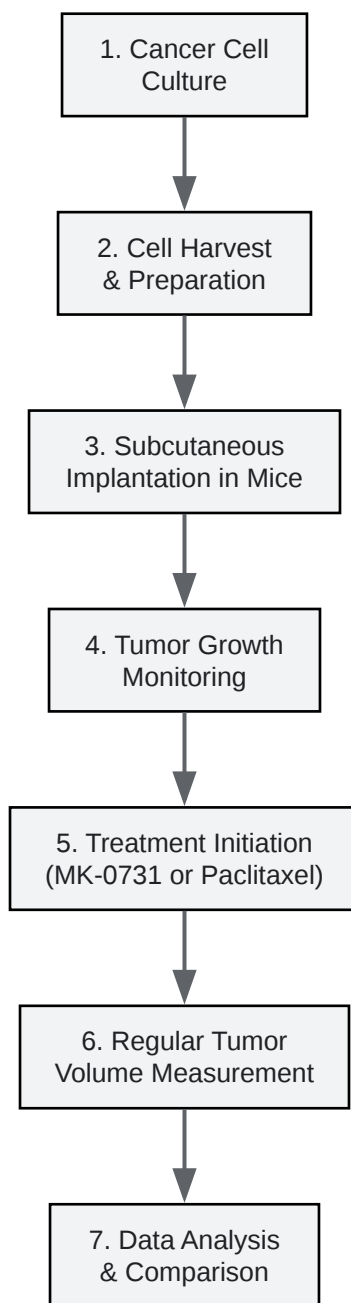 1. Cancer Cell
Culture
2. Cell Harvest
& Preparation
3. Subcutaneous
Implantation in Mice
4. Tumor Growth
Monitoring
5. Treatment Initiation
(MK-0731 or Paclitaxel)
6. Regular Tumor
Volume Measurement
7. Data Analysis
& Comparison